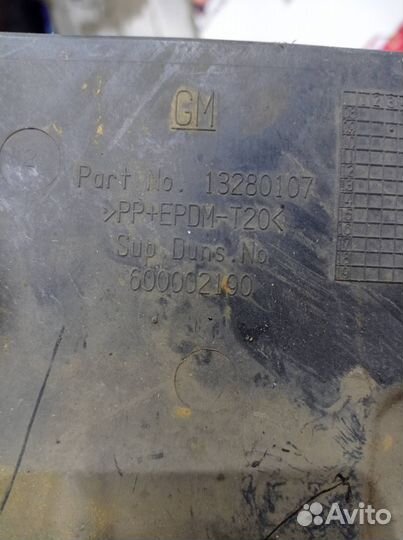 GM
Part No. 13280107
>PP+EPDM-T20<
Sup.Duns.No
600002190
Avito